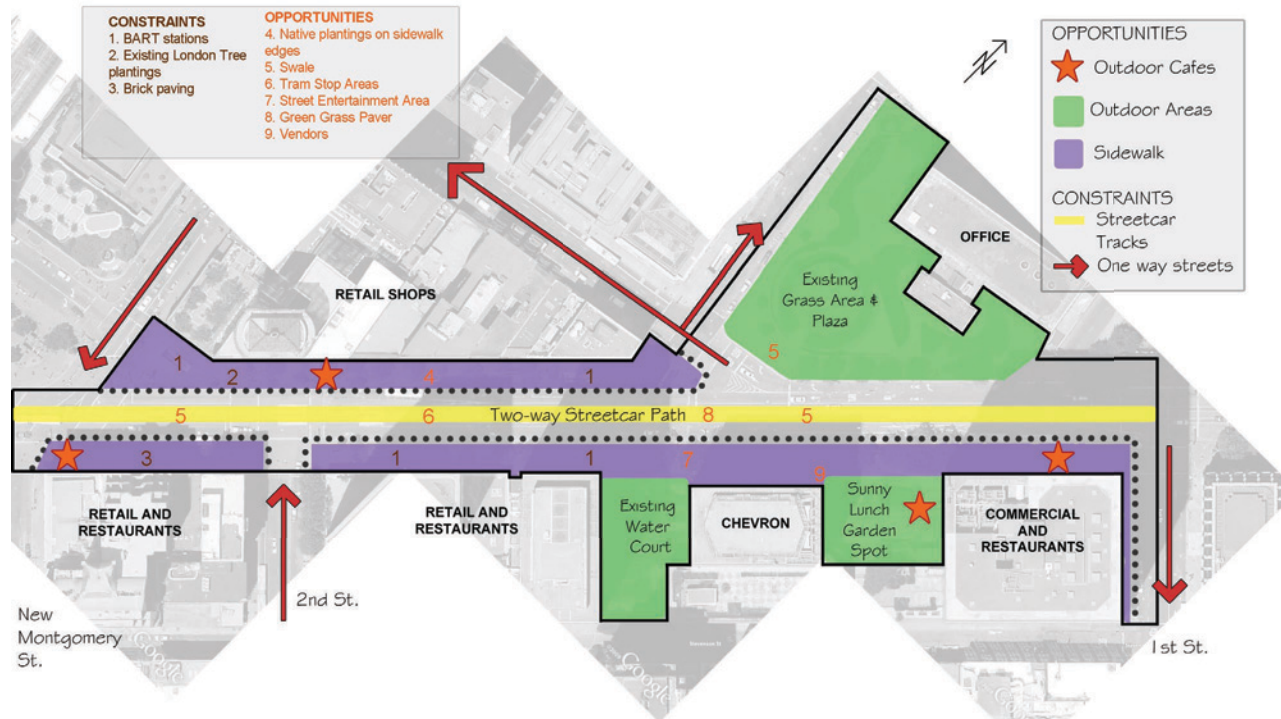 CONSTRAINTS
1. BART stations
2. Existing London Tree
plantings
3. Brick paving
OPPORTUNITIES
4. Native plantings on sidewalk
edges
5. Swale
6. Tram Stop Areas
7. Street Entertainment Area
8. Green Grass Paver
9. Vendors
N
OPPORTUNITIES
Outdoor Cafes
Outdoor Areas
Sidewalk
CONSTRAINTS
Streetcar
Tracks
One way streets
OFFICE
RETAIL SHOPS
Existing
Grass Area &
Plaza
5
1
2
4
1
5
6
Two-way Streetcar Path
8
5
3
1
1
7
9
RETAIL AND
RESTAURANTS
RETAIL AND
RESTAURANTS
Existing
Water
Court
CHEVRON
Sunny
Lunch
Garden
Spot
COMMERCIAL
AND
RESTAURANTS
New
Montgomery
St.
2nd St.
1st St.
Google
Google
Google